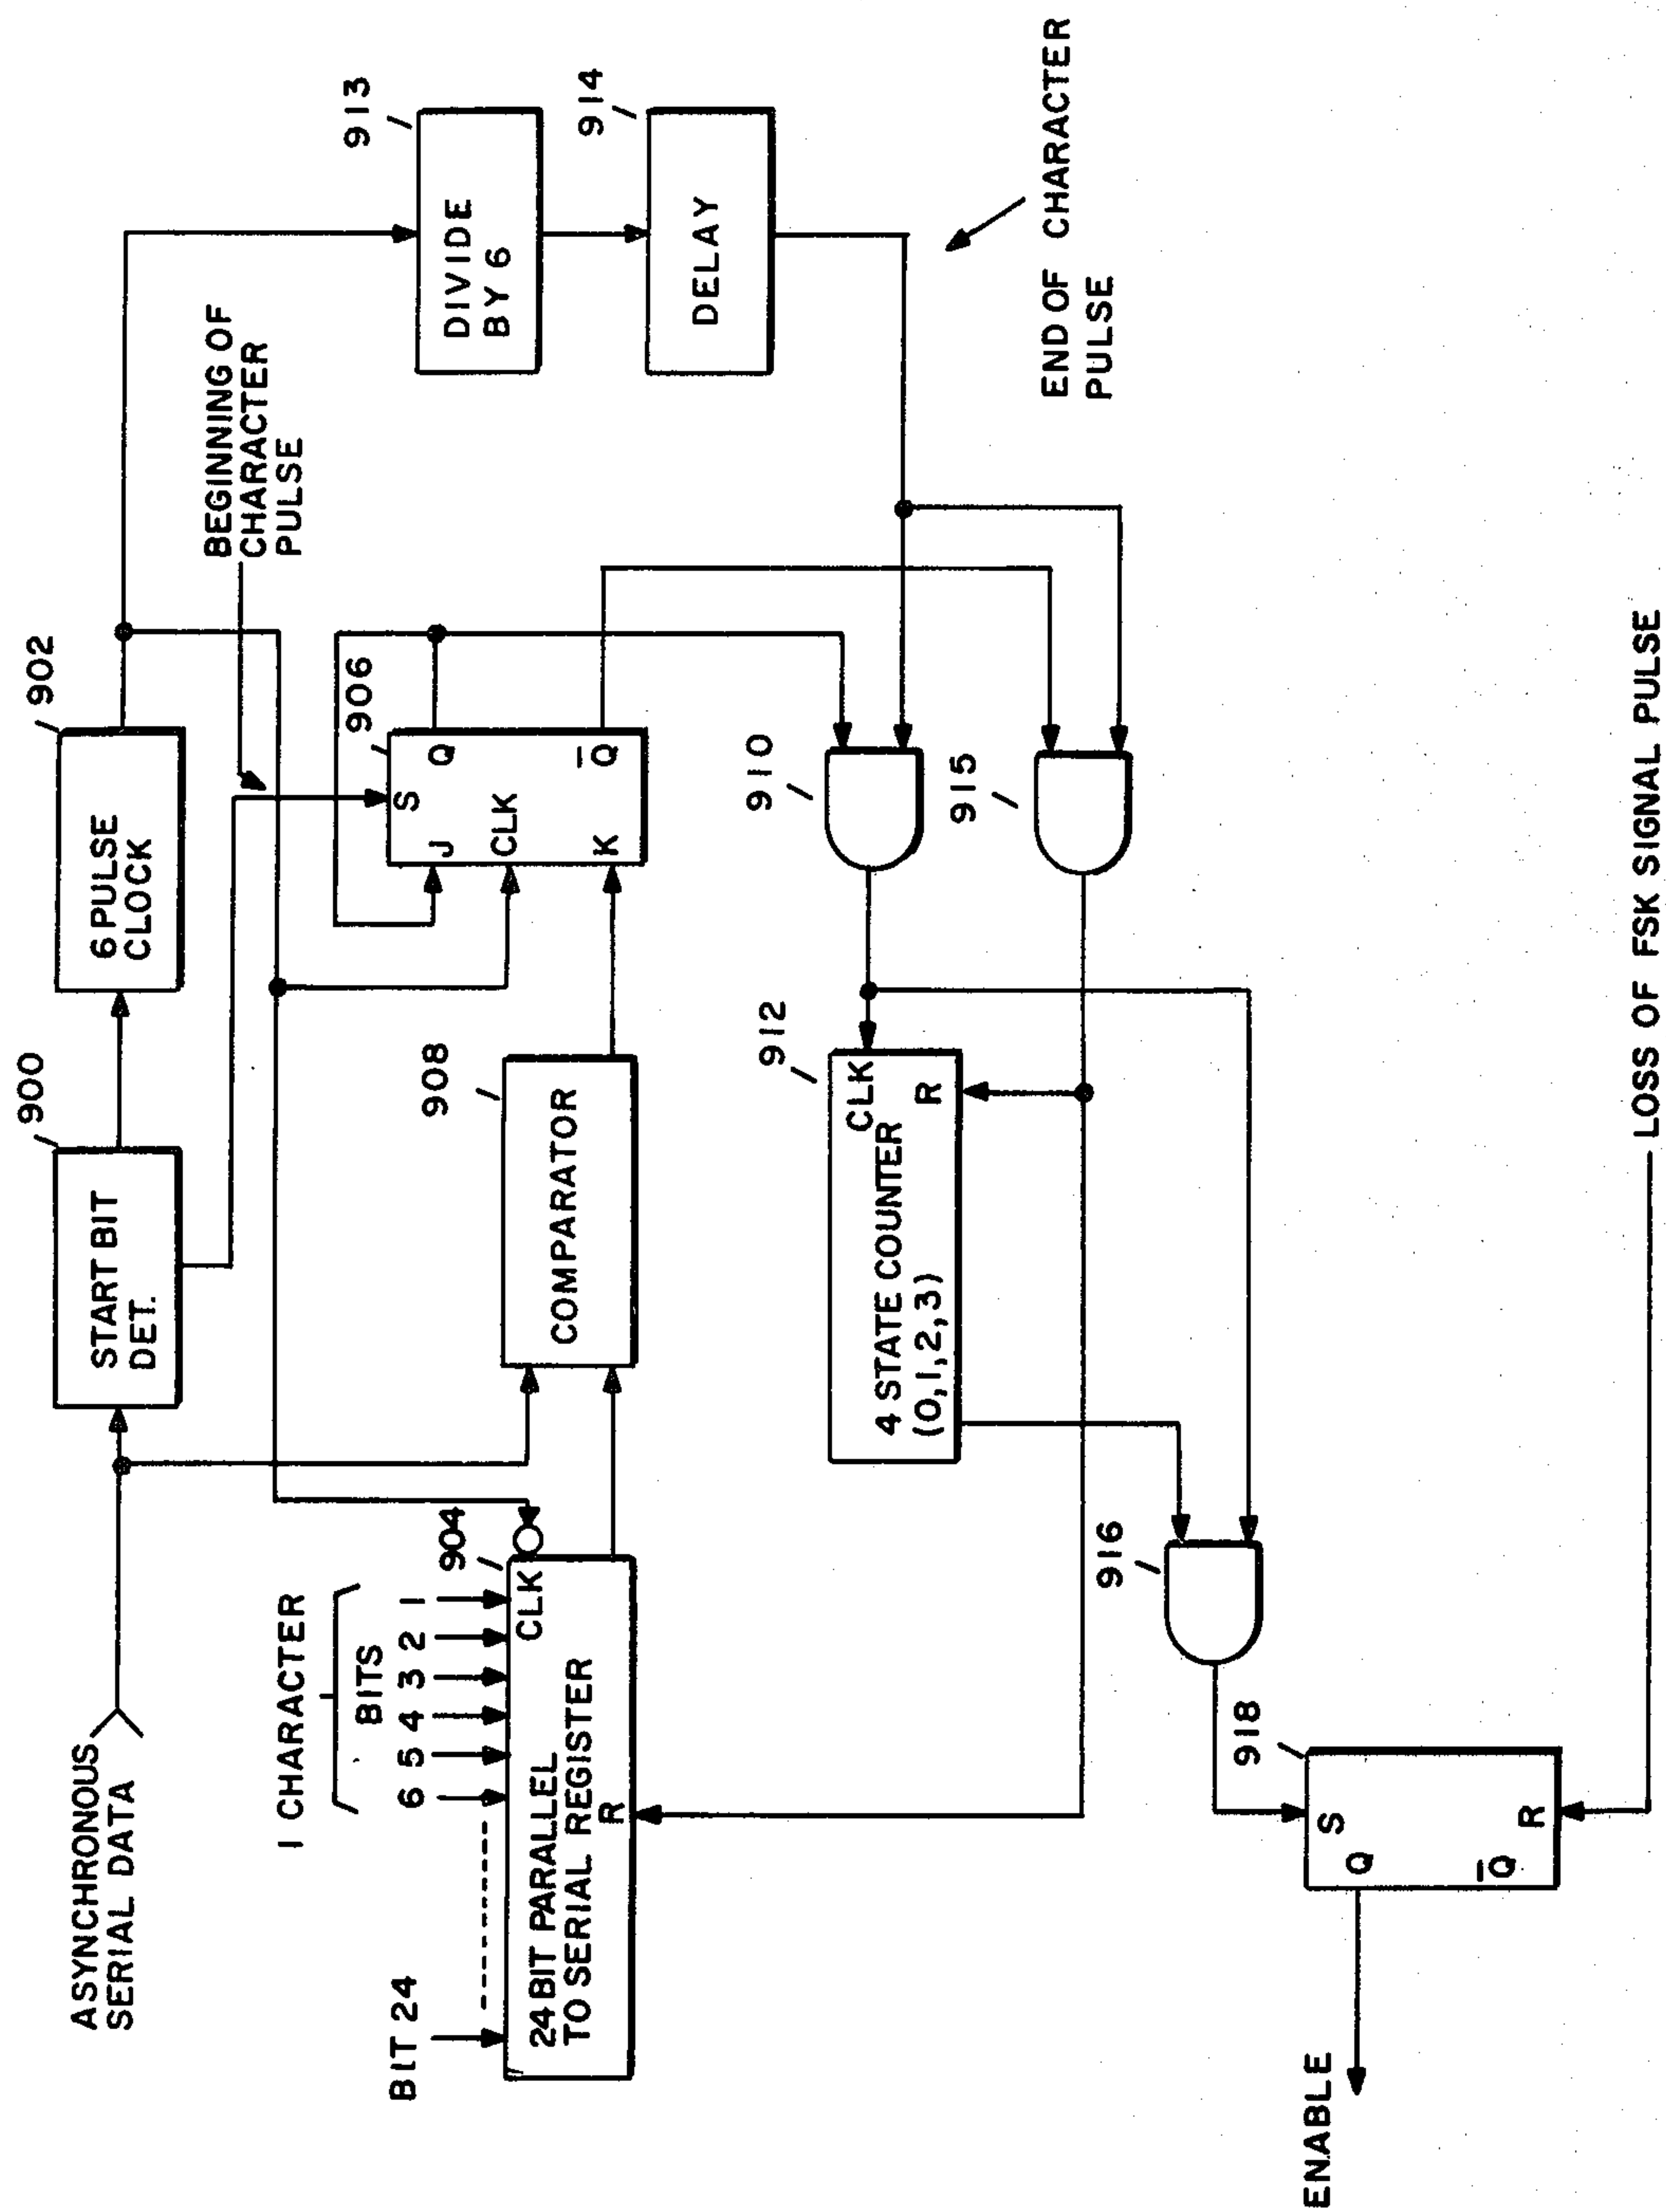 ASYNCHRONOUS
SERIAL DATA
900
START BIT
DET.
902
6 PULSE
CLOCK
BEGINNING OF
CHARACTER
PULSE
913
DIVIDE
BY 6
914
DELAY
END OF CHARACTER
PULSE
1 CHARACTER
BITS
BIT 24
6 5 4 3 2 1
904
CLK
24 BIT PARALLEL
TO SERIAL REGISTER
R
908
COMPARATOR
906
S
J Q
CLK
K Q̅
910
915
912
CLK
4 STATE COUNTER
(0,1,2,3)
R
916
918
S
Q
Q̅
R
ENABLE
LOSS OF FSK SIGNAL PULSE